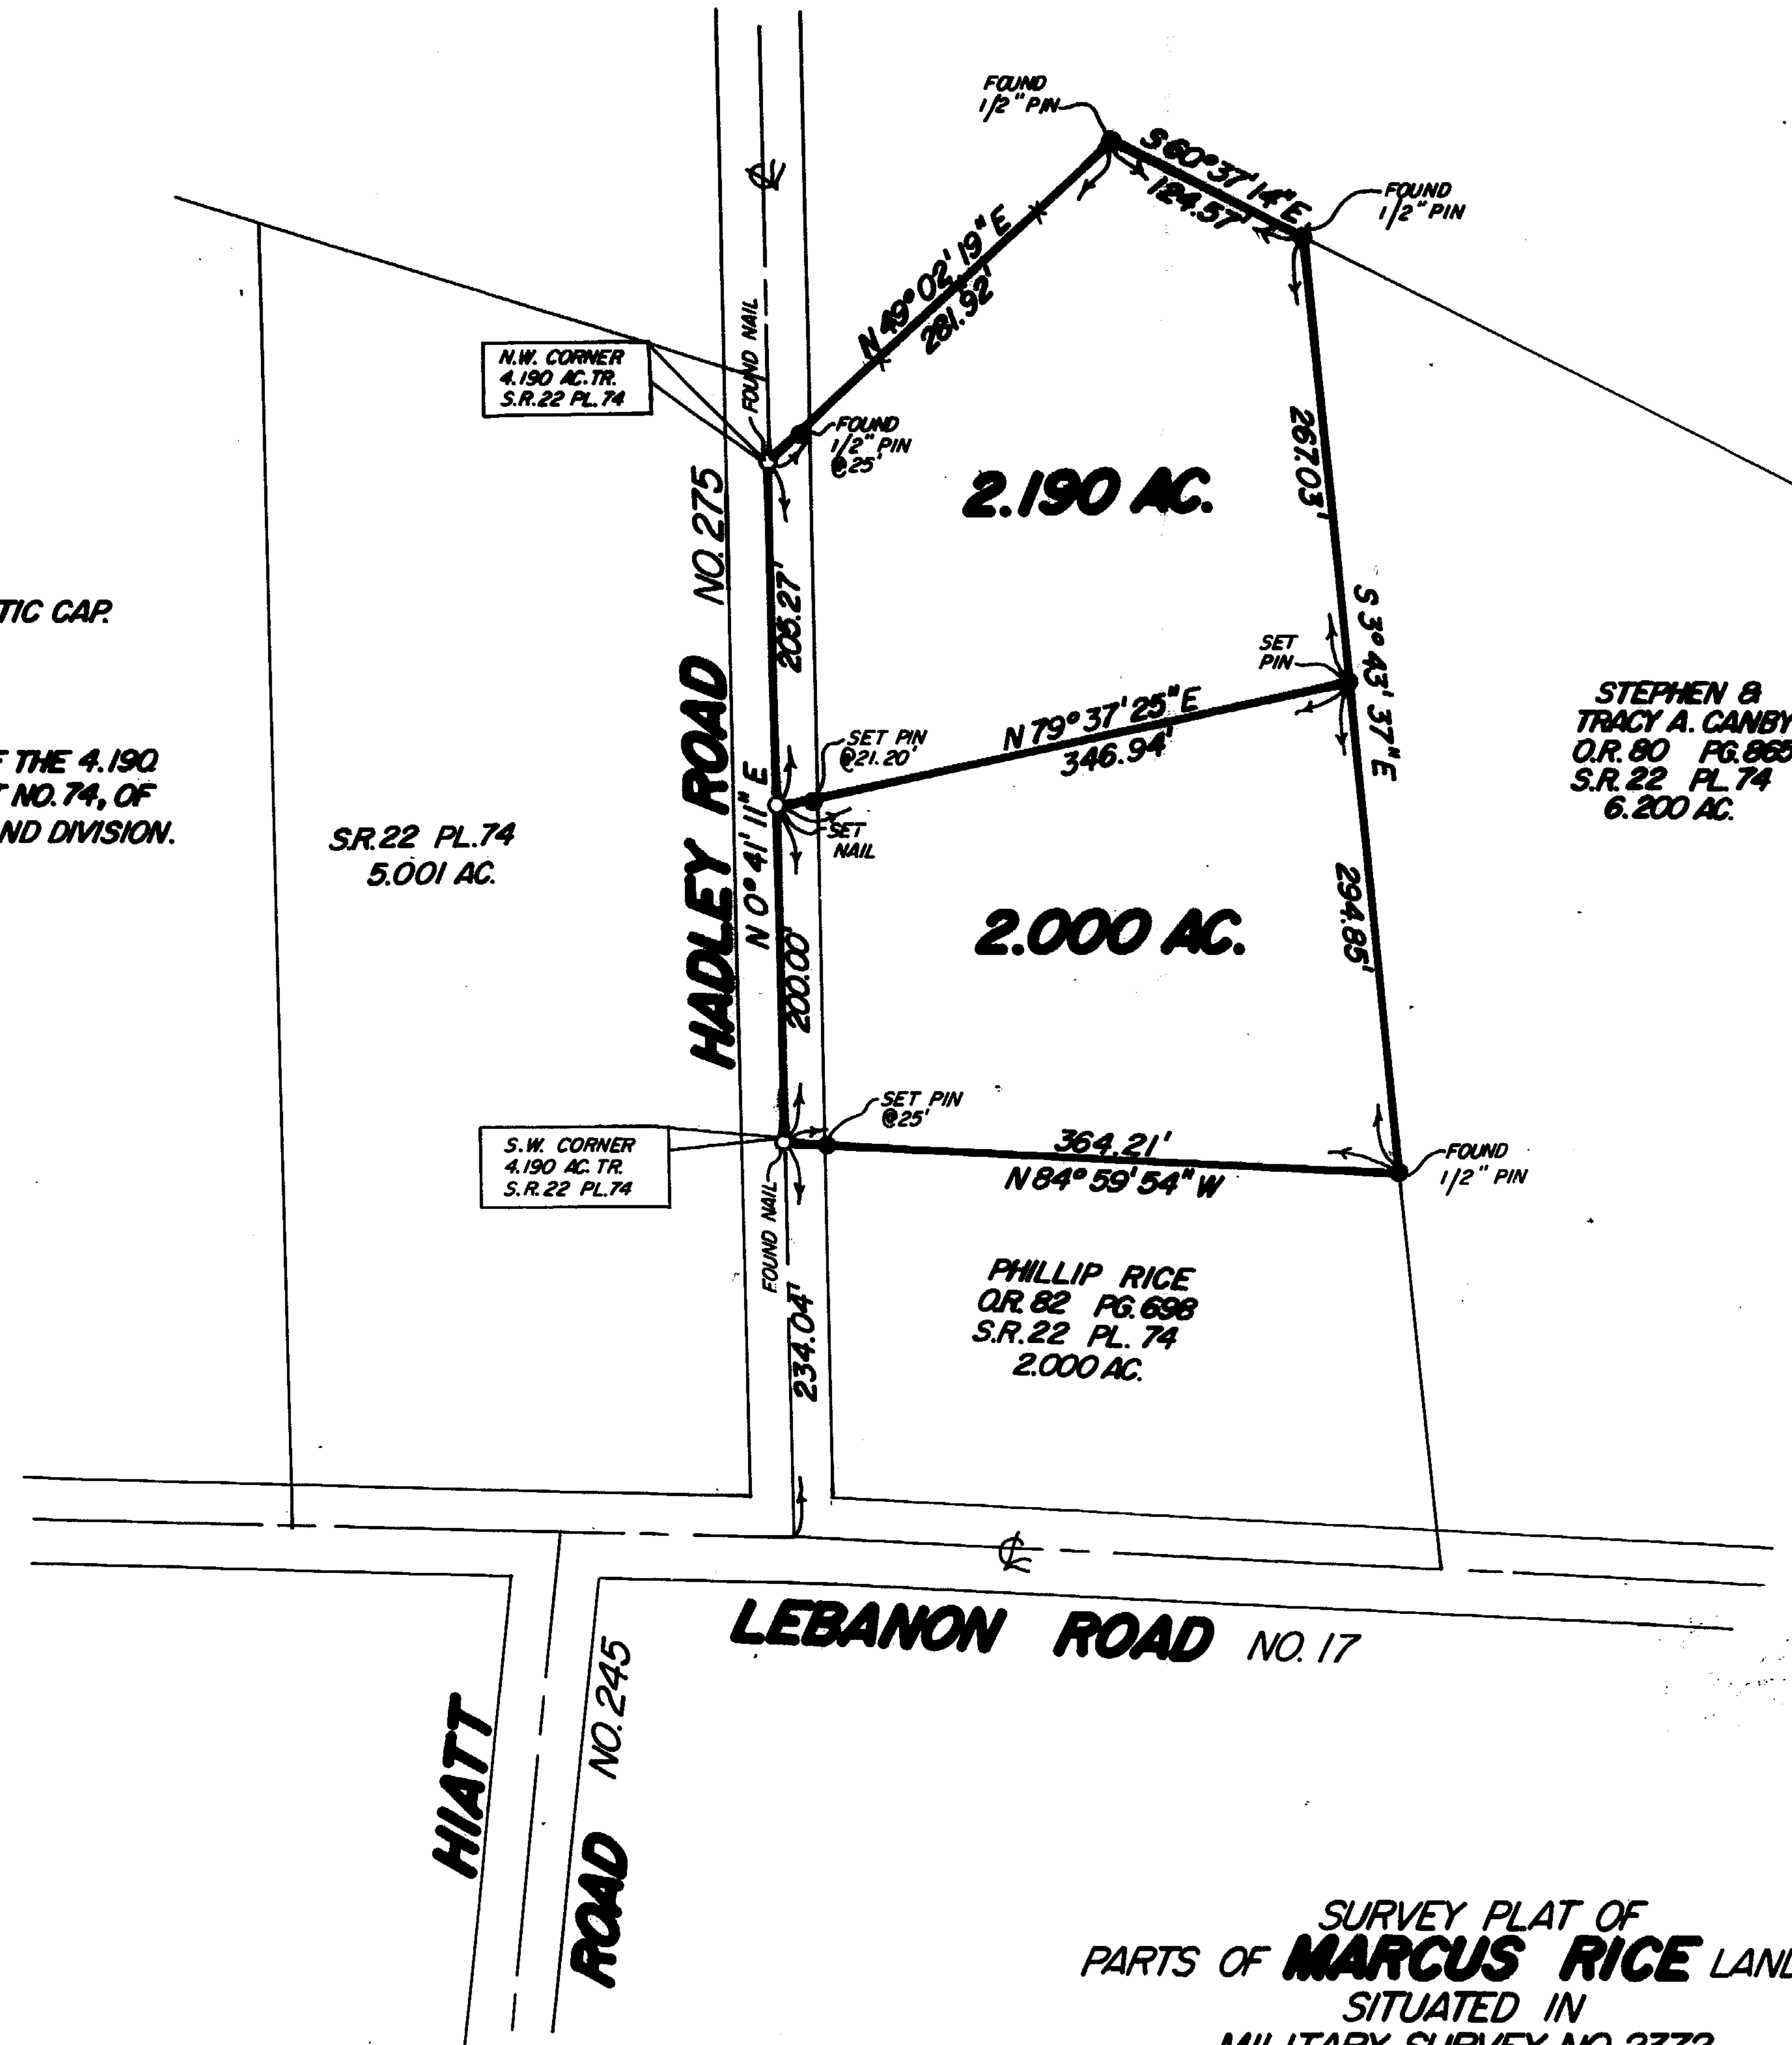 FOUND
1/2" PIN
S 60° 37' 14" E
124.57'
FOUND
1/2" PIN
N 49° 02' 19" E
281.92'
FOUND NAIL
N.W. CORNER
4.190 AC. TR.
S.R. 22 PL. 74
FOUND
1/2" PIN
@ 25'
2.190 AC.
267.03'
HADLEY ROAD NO. 275
205.27'
TIC CAP.
THE 4.190
NO. 74, OF
ND DIVISION.
S.R. 22 PL. 74
5.001 AC.
SET
PIN
S 3° 43' 37" E
N 79° 37' 25" E
346.94'
SET PIN
@ 21.20'
SET
NAIL
N 0° 41' 11" E
STEPHEN &
TRACY A. CANBY
O.R. 80 PG. 865
S.R. 22 PL. 74
6.200 AC.
2.000 AC.
294.85'
200.00'
SET PIN
@ 25'
S.W. CORNER
4.190 AC. TR.
S.R. 22 PL. 74
364.21'
N 84° 59' 54" W
FOUND
1/2" PIN
FOUND NAIL
234.04'
PHILLIP RICE
O.R. 82 PG. 698
S.R. 22 PL. 74
2.000 AC.
LEBANON ROAD NO. 17
HIATT
ROAD NO. 245
SURVEY PLAT OF
PARTS OF MARCUS RICE LAND
SITUATED IN
MILITARY SURVEY NO.